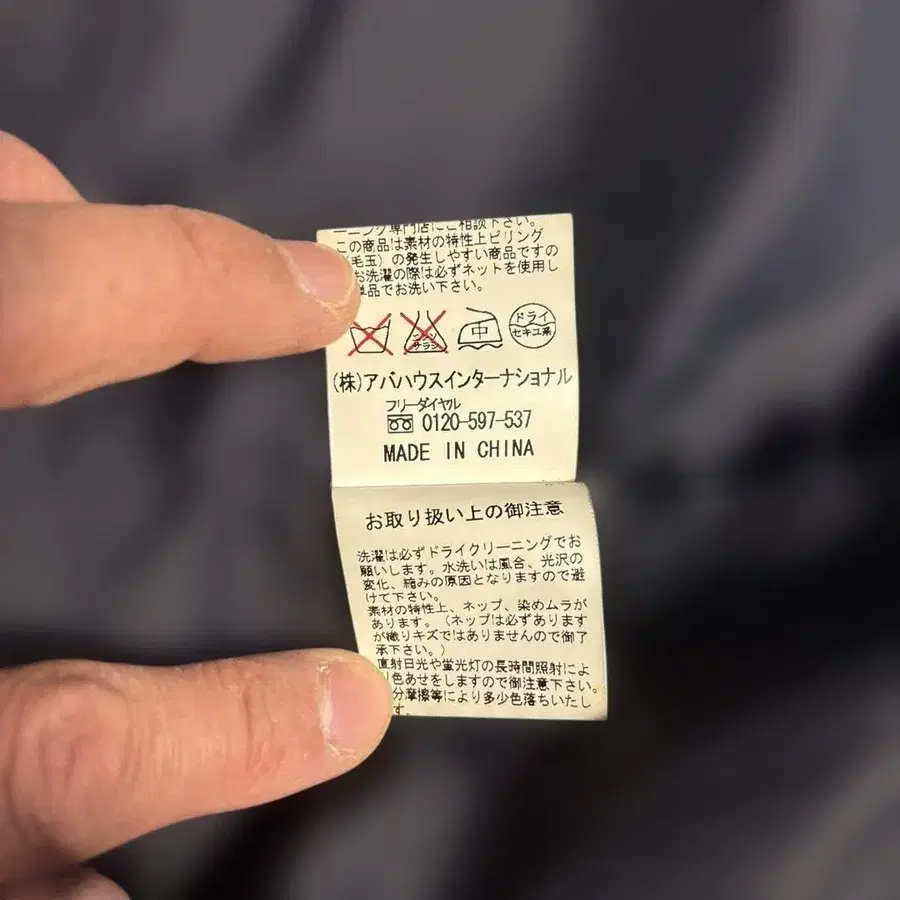 ーニング専門店にご相談下さい。
この商品は素材の特性上ピリング
(毛玉)の発生しやすい商品ですの
お洗濯の際は必ずネットを使用し
単品でお洗い下さい。
エンソ
サラシ
中
ドライ
セキユ系
(株)アバハウスインターナショナル
フリーダイヤル
0120-597-537
MADE IN CHINA
お取り扱い上の御注意
洗濯は必ずドライクリーニングでお
願いします。水洗いは風合、光沢の
変化、縮みの原因となりますので避
けて下さい。
素材の特性上、ネップ、染めムラが
あります。(ネップは必ずあります
が織りキズではありませんので御了
承下さい。)
直射日光や蛍光灯の長時間照射によ
り色あせをしますので御注意下さい。
分摩擦等により多少色落ちいたし
す。